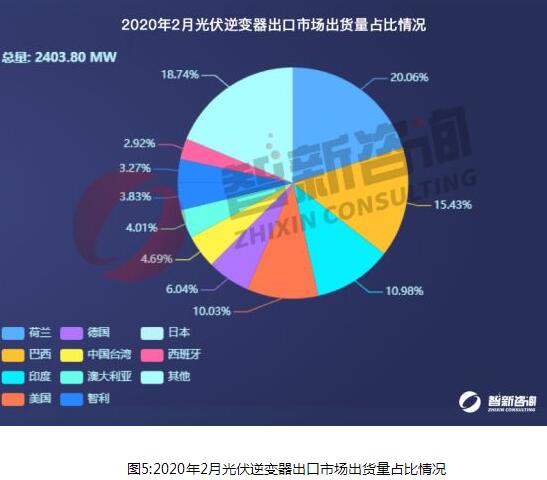 2020年2月光伏逆变器出口市场出货量占比情况
总量: 2403.80 MW
18.74%
20.06%
2.92%
3.27%
3.83%
4.01%
4.69%
6.04%
10.03%
10.98%
15.43%
智新咨询
ZHIXIN CONSULTING
荷兰 德国 日本
巴西 中国台湾 西班牙
印度 澳大利亚 其他
美国 智利
智新咨询
ZHIXIN CONSULTING
图5:2020年2月光伏逆变器出口市场出货量占比情况